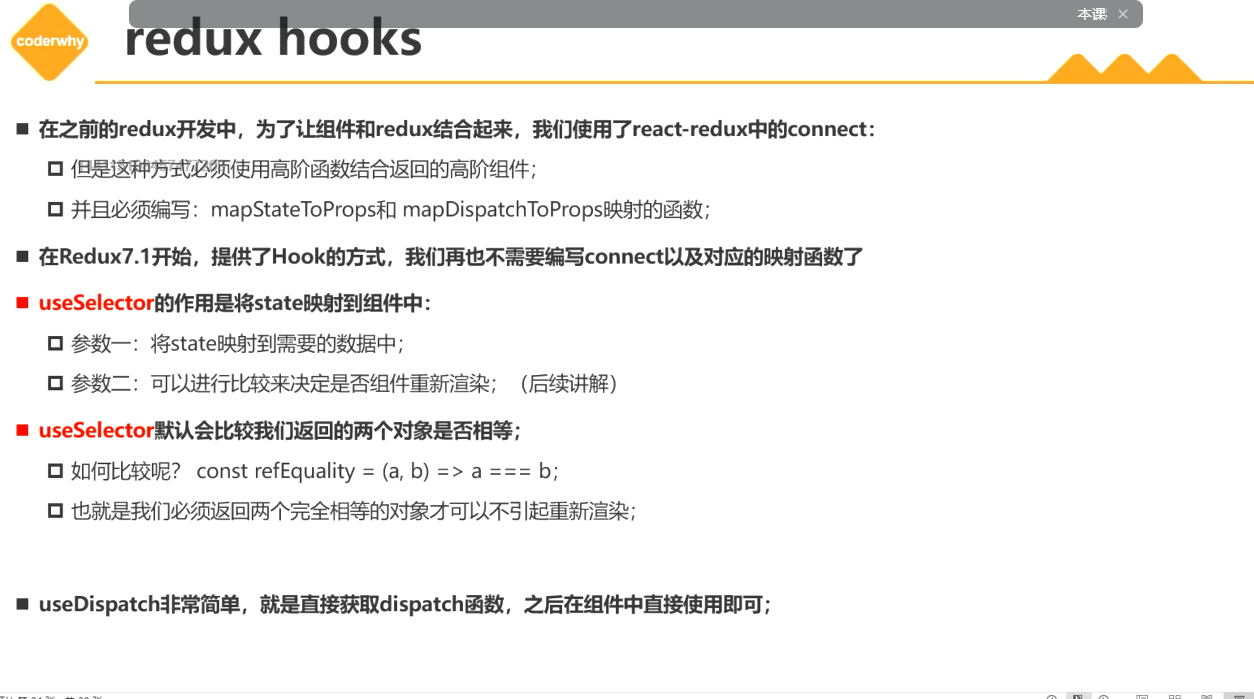 本课
coderwhy
redux hooks
在之前的redux开发中，为了让组件和redux结合起来，我们使用了react-redux中的connect：
但是这种方式必须使用高阶函数结合返回的高阶组件；
并且必须编写：mapStateToProps和 mapDispatchToProps映射的函数；
在Redux7.1开始，提供了Hook的方式，我们再也不需要编写connect以及对应的映射函数了
useSelector的作用是将state映射到组件中：
参数一：将state映射到需要的数据中；
参数二：可以进行比较来决定是否组件重新渲染；（后续讲解）
useSelector默认会比较我们返回的两个对象是否相等；
如何比较呢？ const refEquality = (a, b) => a === b；
也就是我们必须返回两个完全相等的对象才可以不引起重新渲染；
useDispatch非常简单，就是直接获取dispatch函数，之后在组件中直接使用即可；